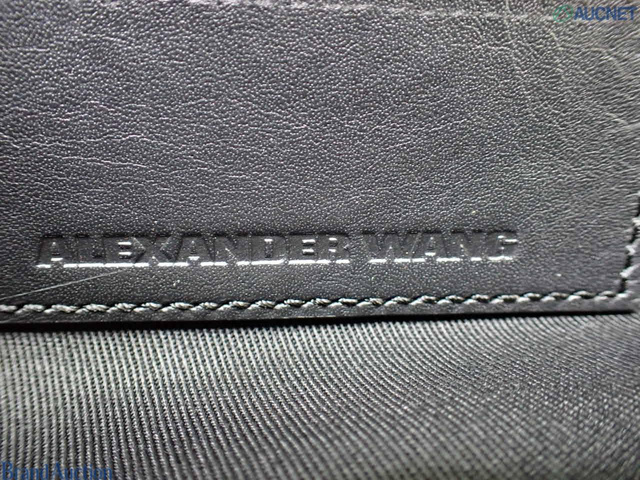 AUCNET
ALEXANDER WANG
Brand Auction